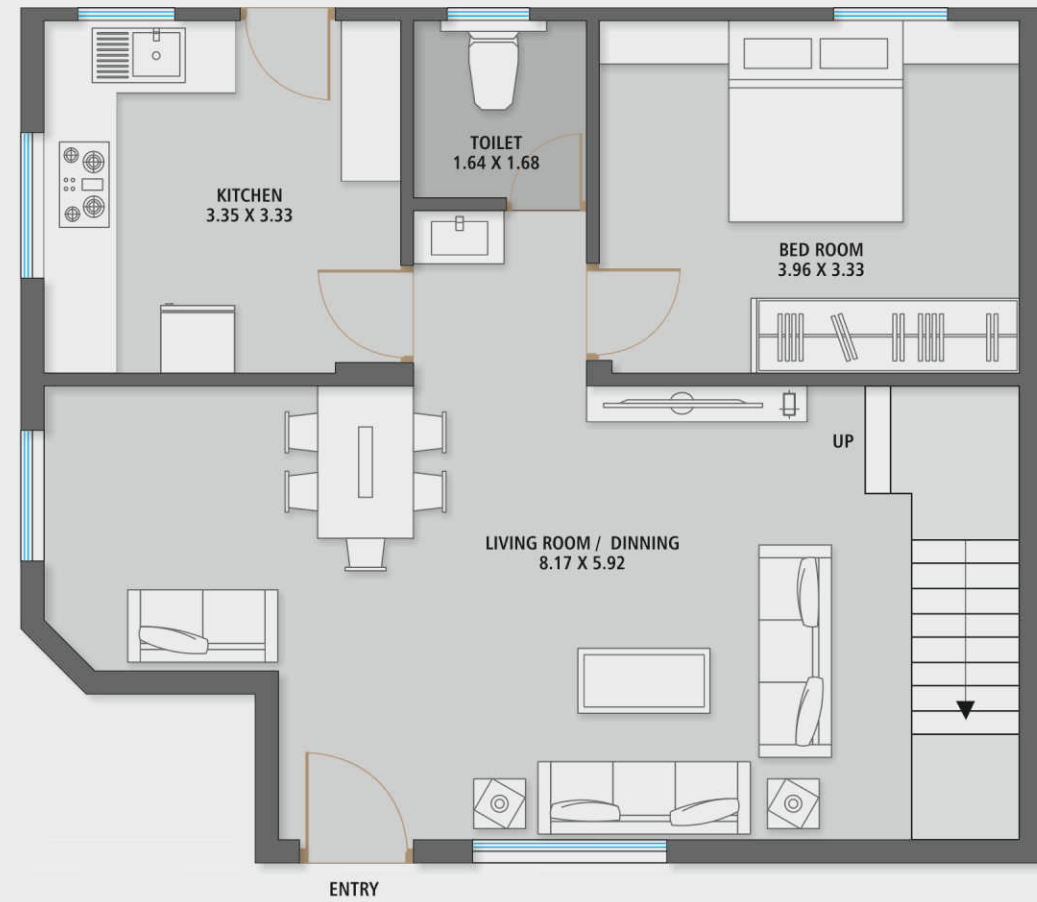 TOILET
1.64 X 1.68
KITCHEN
3.35 X 3.33
BED ROOM
3.96 X 3.33
UP
LIVING ROOM / DINNING
8.17 X 5.92
ENTRY